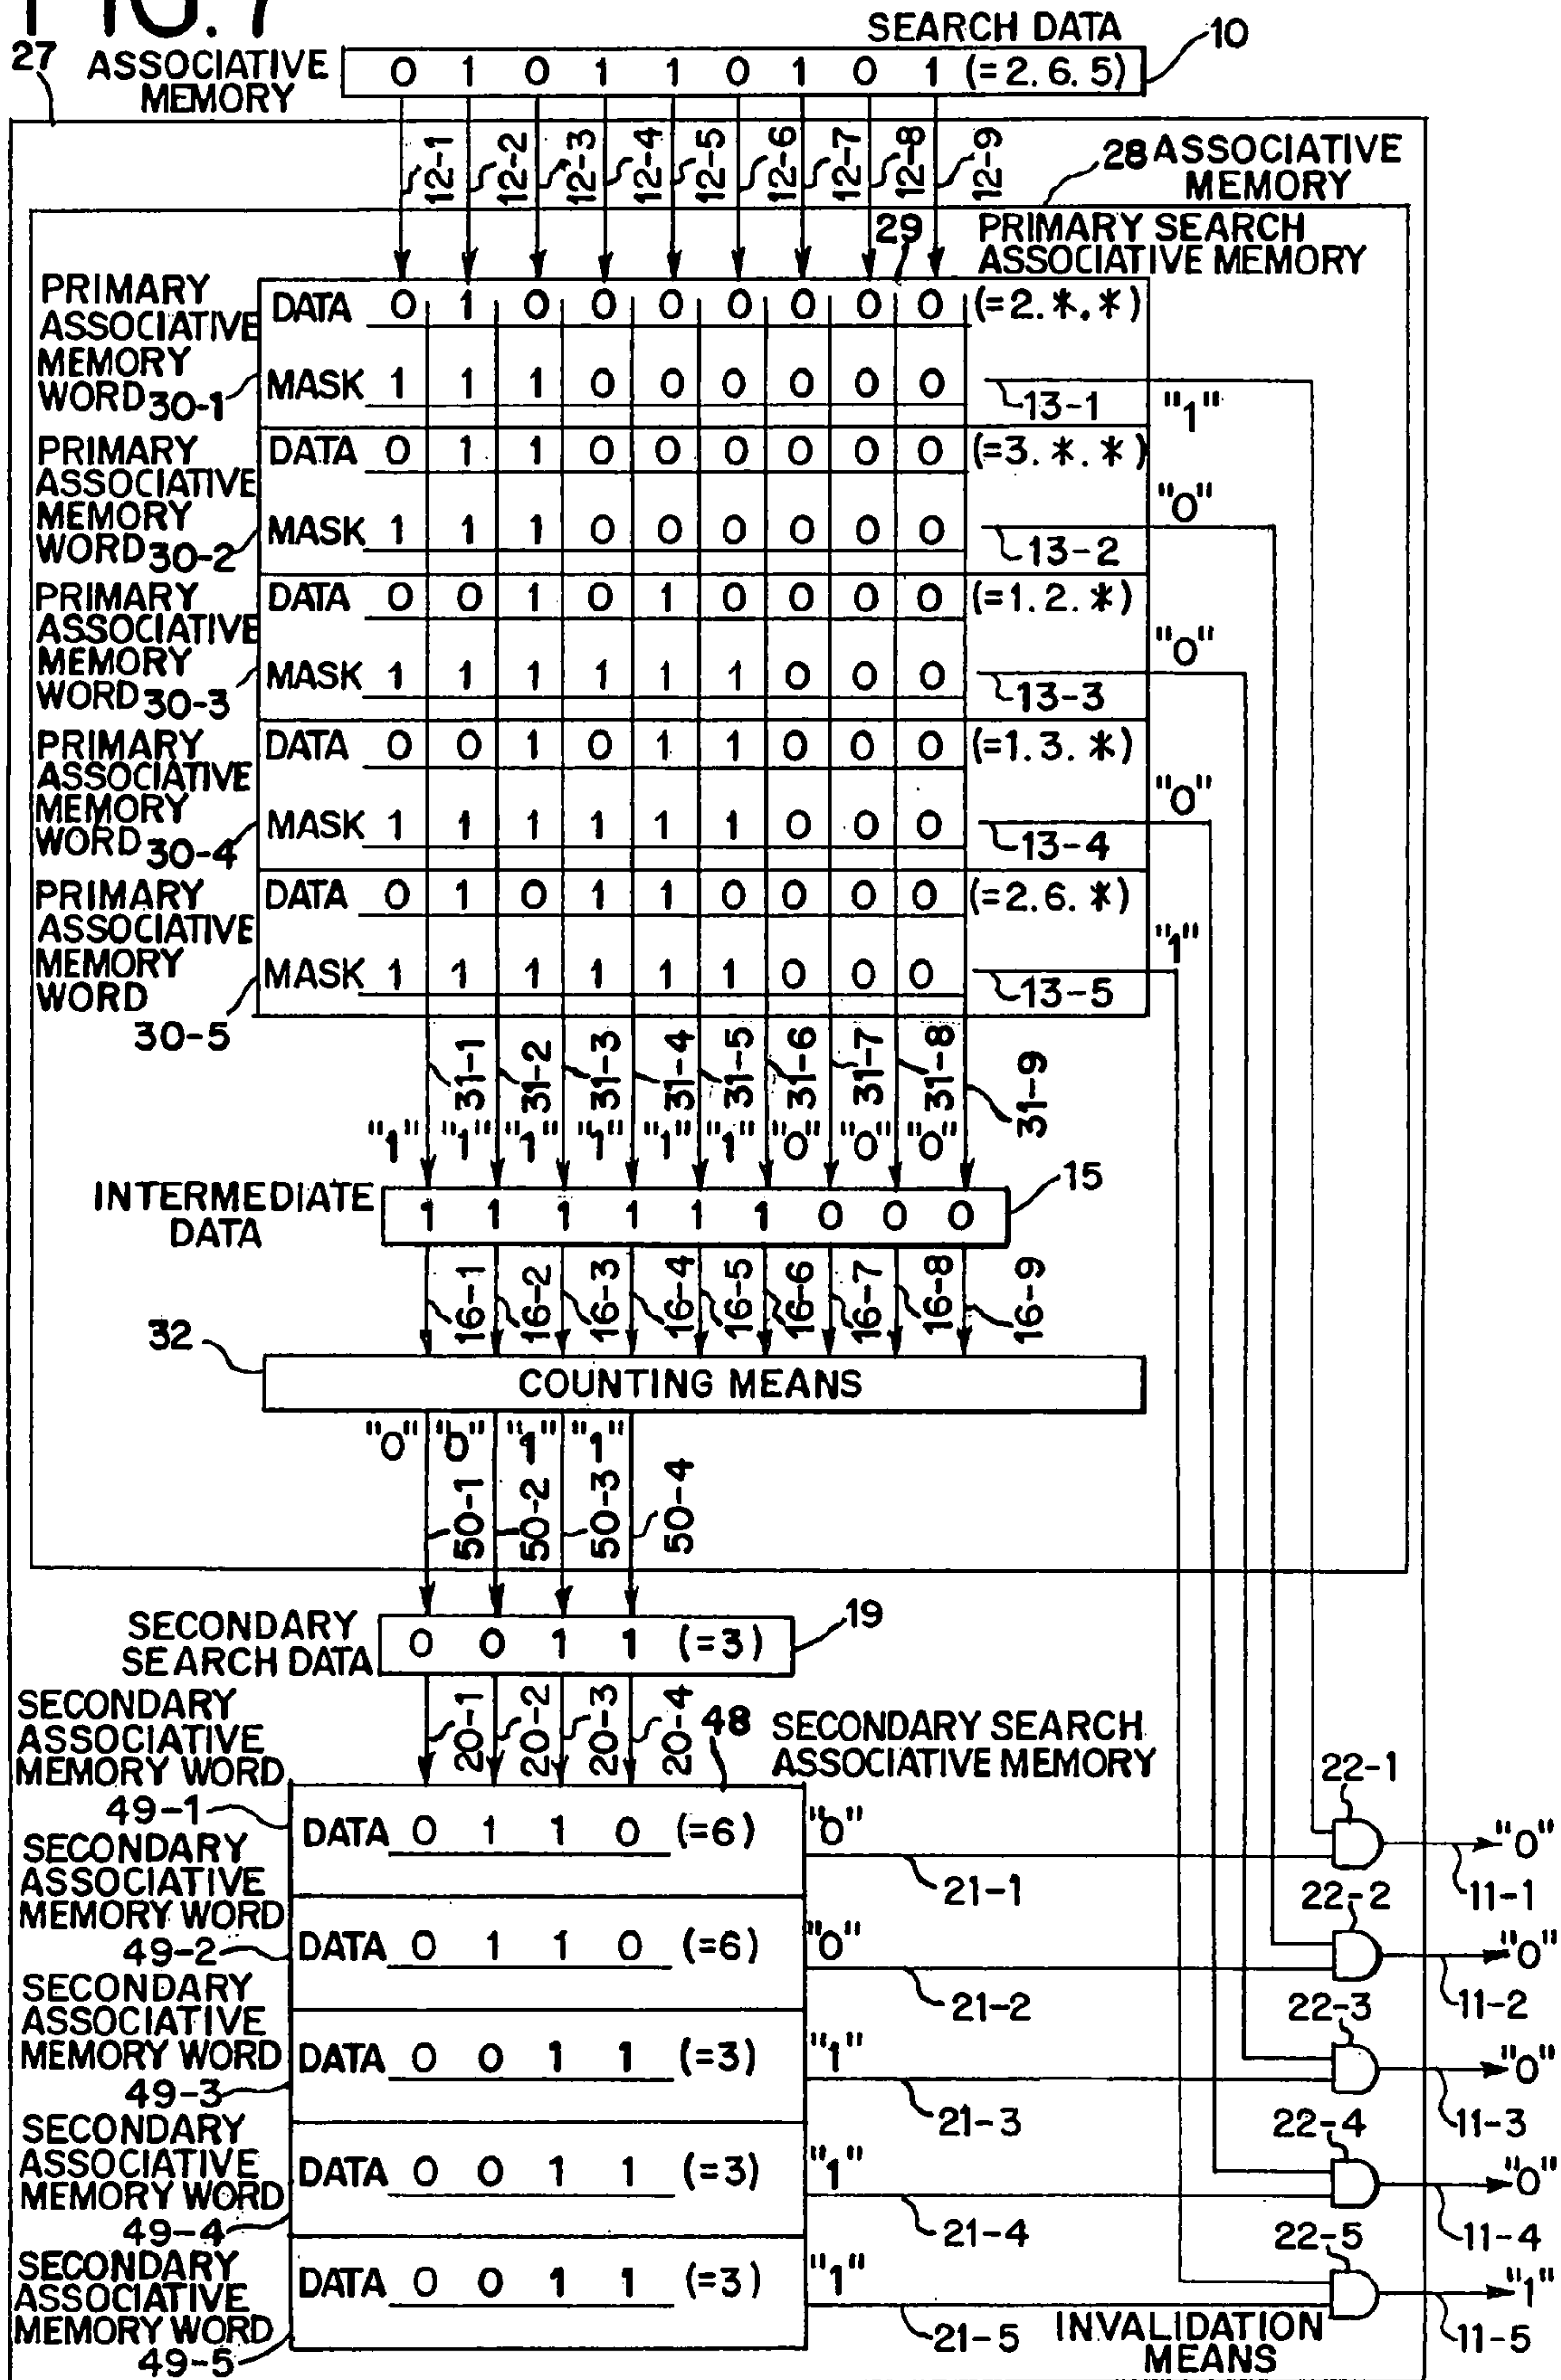 FIG. 7
SEARCH DATA
10
27
ASSOCIATIVE
MEMORY
0 1 0 1 1 0 1 0 1 (=2.6.5)
12-1 12-2 12-3 12-4 12-5 12-6 12-7 12-8 12-9
28 ASSOCIATIVE
MEMORY
29
PRIMARY SEARCH
ASSOCIATIVE MEMORY
PRIMARY
ASSOCIATIVE
MEMORY
WORD 30-1
DATA 0 1 0 0 0 0 0 0 0 (=2.*.*)
MASK 1 1 1 0 0 0 0 0 0
13-1
"1"
PRIMARY
ASSOCIATIVE
MEMORY
WORD 30-2
DATA 0 1 1 0 0 0 0 0 0 (=3.*.*)
MASK 1 1 1 0 0 0 0 0 0
13-2
"0"
PRIMARY
ASSOCIATIVE
MEMORY
WORD 30-3
DATA 0 0 1 0 1 0 0 0 0 (=1.2.*)
MASK 1 1 1 1 1 1 0 0 0
13-3
"0"
PRIMARY
ASSOCIATIVE
MEMORY
WORD 30-4
DATA 0 0 1 0 1 1 0 0 0 (=1.3.*)
MASK 1 1 1 1 1 1 0 0 0
13-4
"0"
PRIMARY
ASSOCIATIVE
MEMORY
WORD
30-5
DATA 0 1 0 1 1 0 0 0 0 (=2.6.*)
MASK 1 1 1 1 1 1 0 0 0
13-5
"1"
31-1 31-2 31-3 31-4 31-5 31-6 31-7 31-8 31-9
"1" "1" "1" "1" "1" "1" "0" "0" "0"
INTERMEDIATE
DATA
1 1 1 1 1 1 0 0 0
15
16-1 16-2 16-3 16-4 16-5 16-6 16-7 16-8 16-9
32
COUNTING MEANS
"0" "0" "1" "1"
50-1 50-2 50-3 50-4
SECONDARY
SEARCH DATA
0 0 1 1 (=3)
19
20-1 20-2 20-3 20-4
48
SECONDARY SEARCH
ASSOCIATIVE MEMORY
SECONDARY
ASSOCIATIVE
MEMORY WORD
49-1
DATA 0 1 1 0 (=6)
"0"
21-1
22-1
"0"
11-1
SECONDARY
ASSOCIATIVE
MEMORY WORD
49-2
DATA 0 1 1 0 (=6)
"0"
21-2
22-2
"0"
11-2
SECONDARY
ASSOCIATIVE
MEMORY WORD
49-3
DATA 0 0 1 1 (=3)
"1"
21-3
22-3
"0"
11-3
SECONDARY
ASSOCIATIVE
MEMORY WORD
49-4
DATA 0 0 1 1 (=3)
"1"
21-4
22-4
"0"
11-4
SECONDARY
ASSOCIATIVE
MEMORY WORD
49-5
DATA 0 0 1 1 (=3)
"1"
21-5
22-5
"1"
11-5
INVALIDATION
MEANS